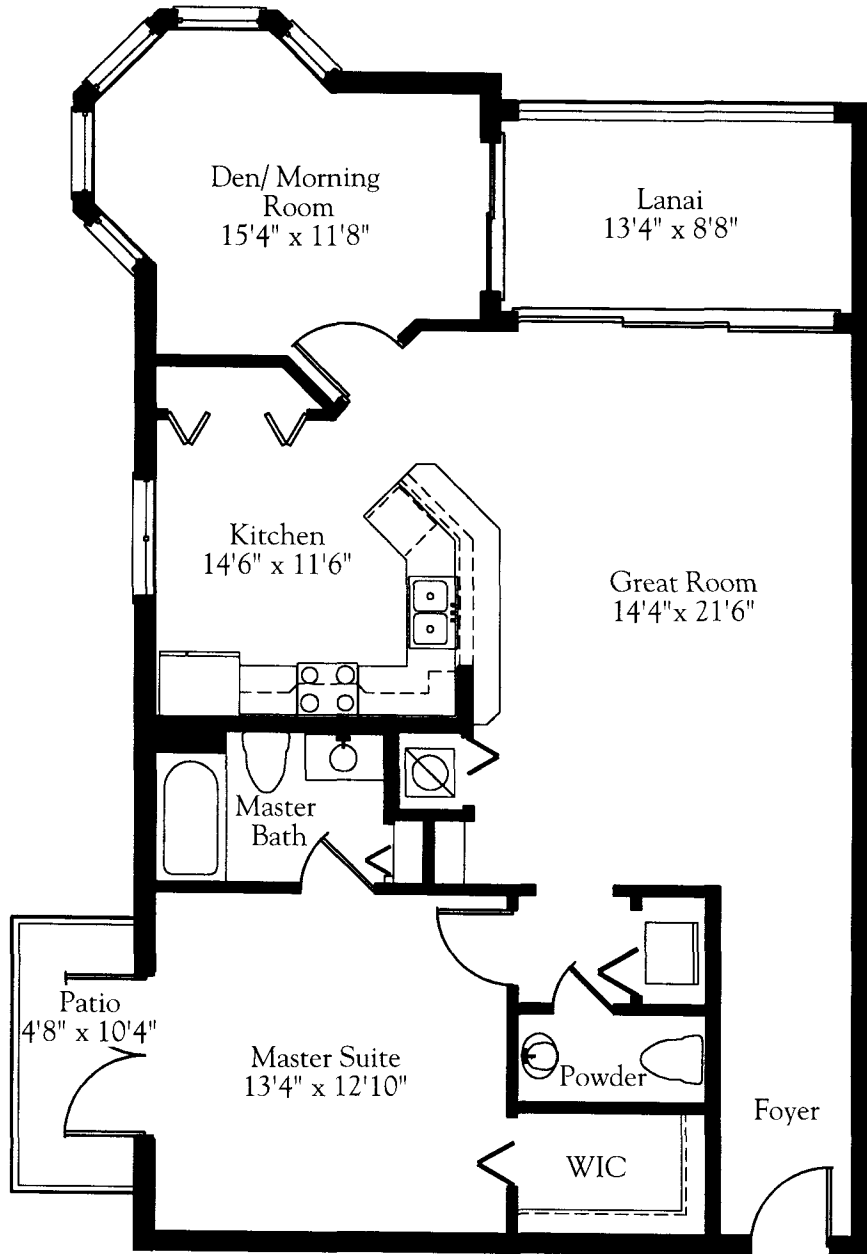 Den/ Morning
Room
15'4" x 11'8"
Lanai
13'4" x 8'8"
Kitchen
14'6" x 11'6"
Great Room
14'4"x 21'6"
Master
Bath
Patio
4'8" x 10'4"
Master Suite
13'4" x 12'10"
Powder
Foyer
WIC